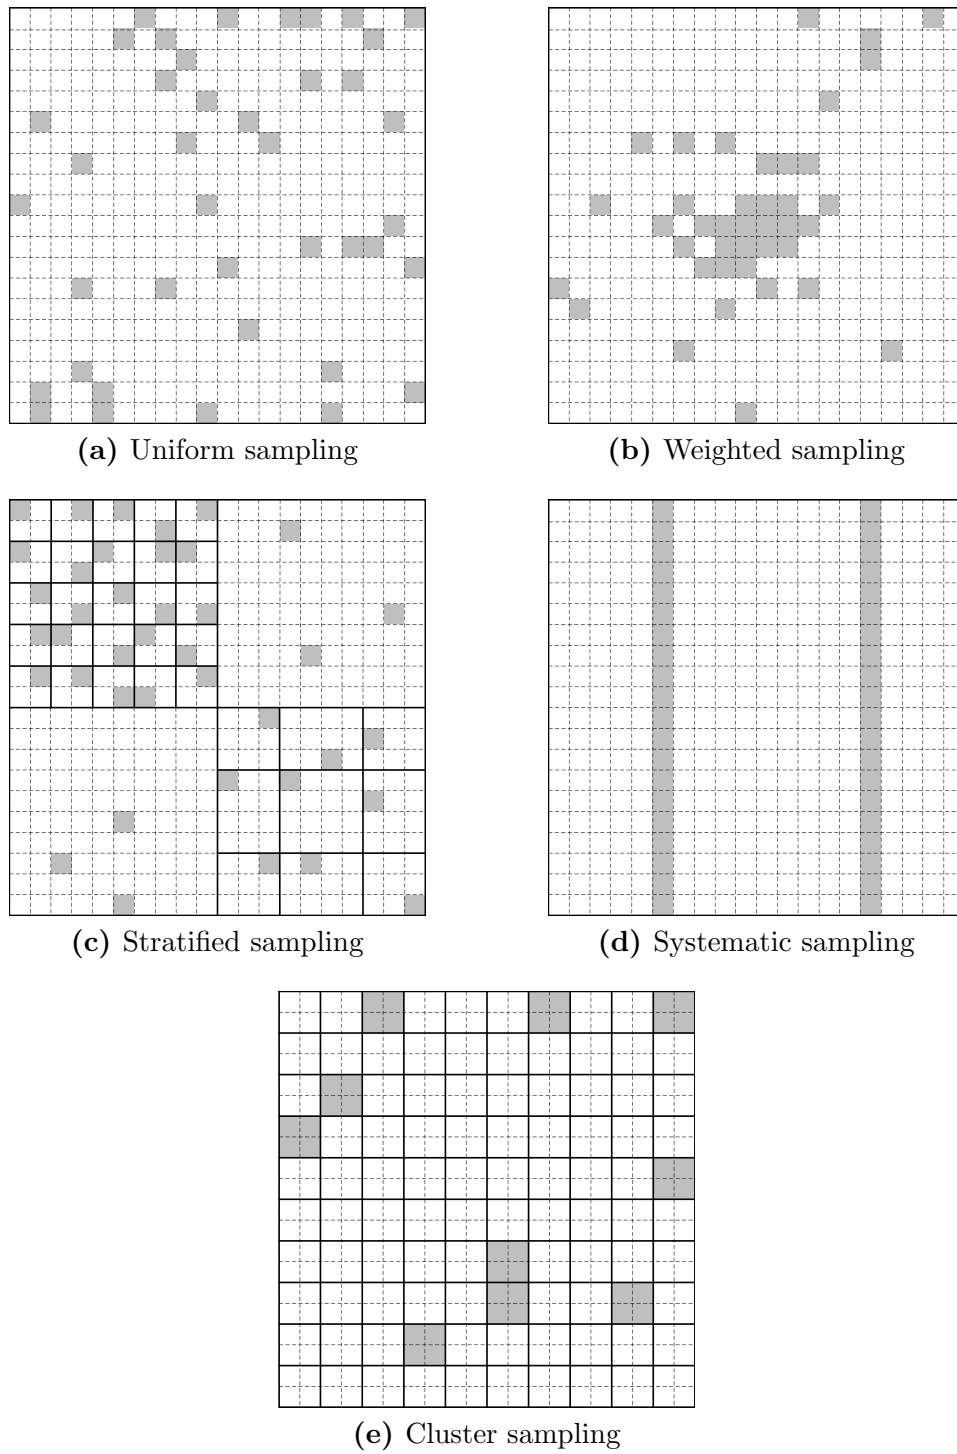 (a) Uniform sampling
(b) Weighted sampling
(c) Stratified sampling
(d) Systematic sampling
(e) Cluster sampling